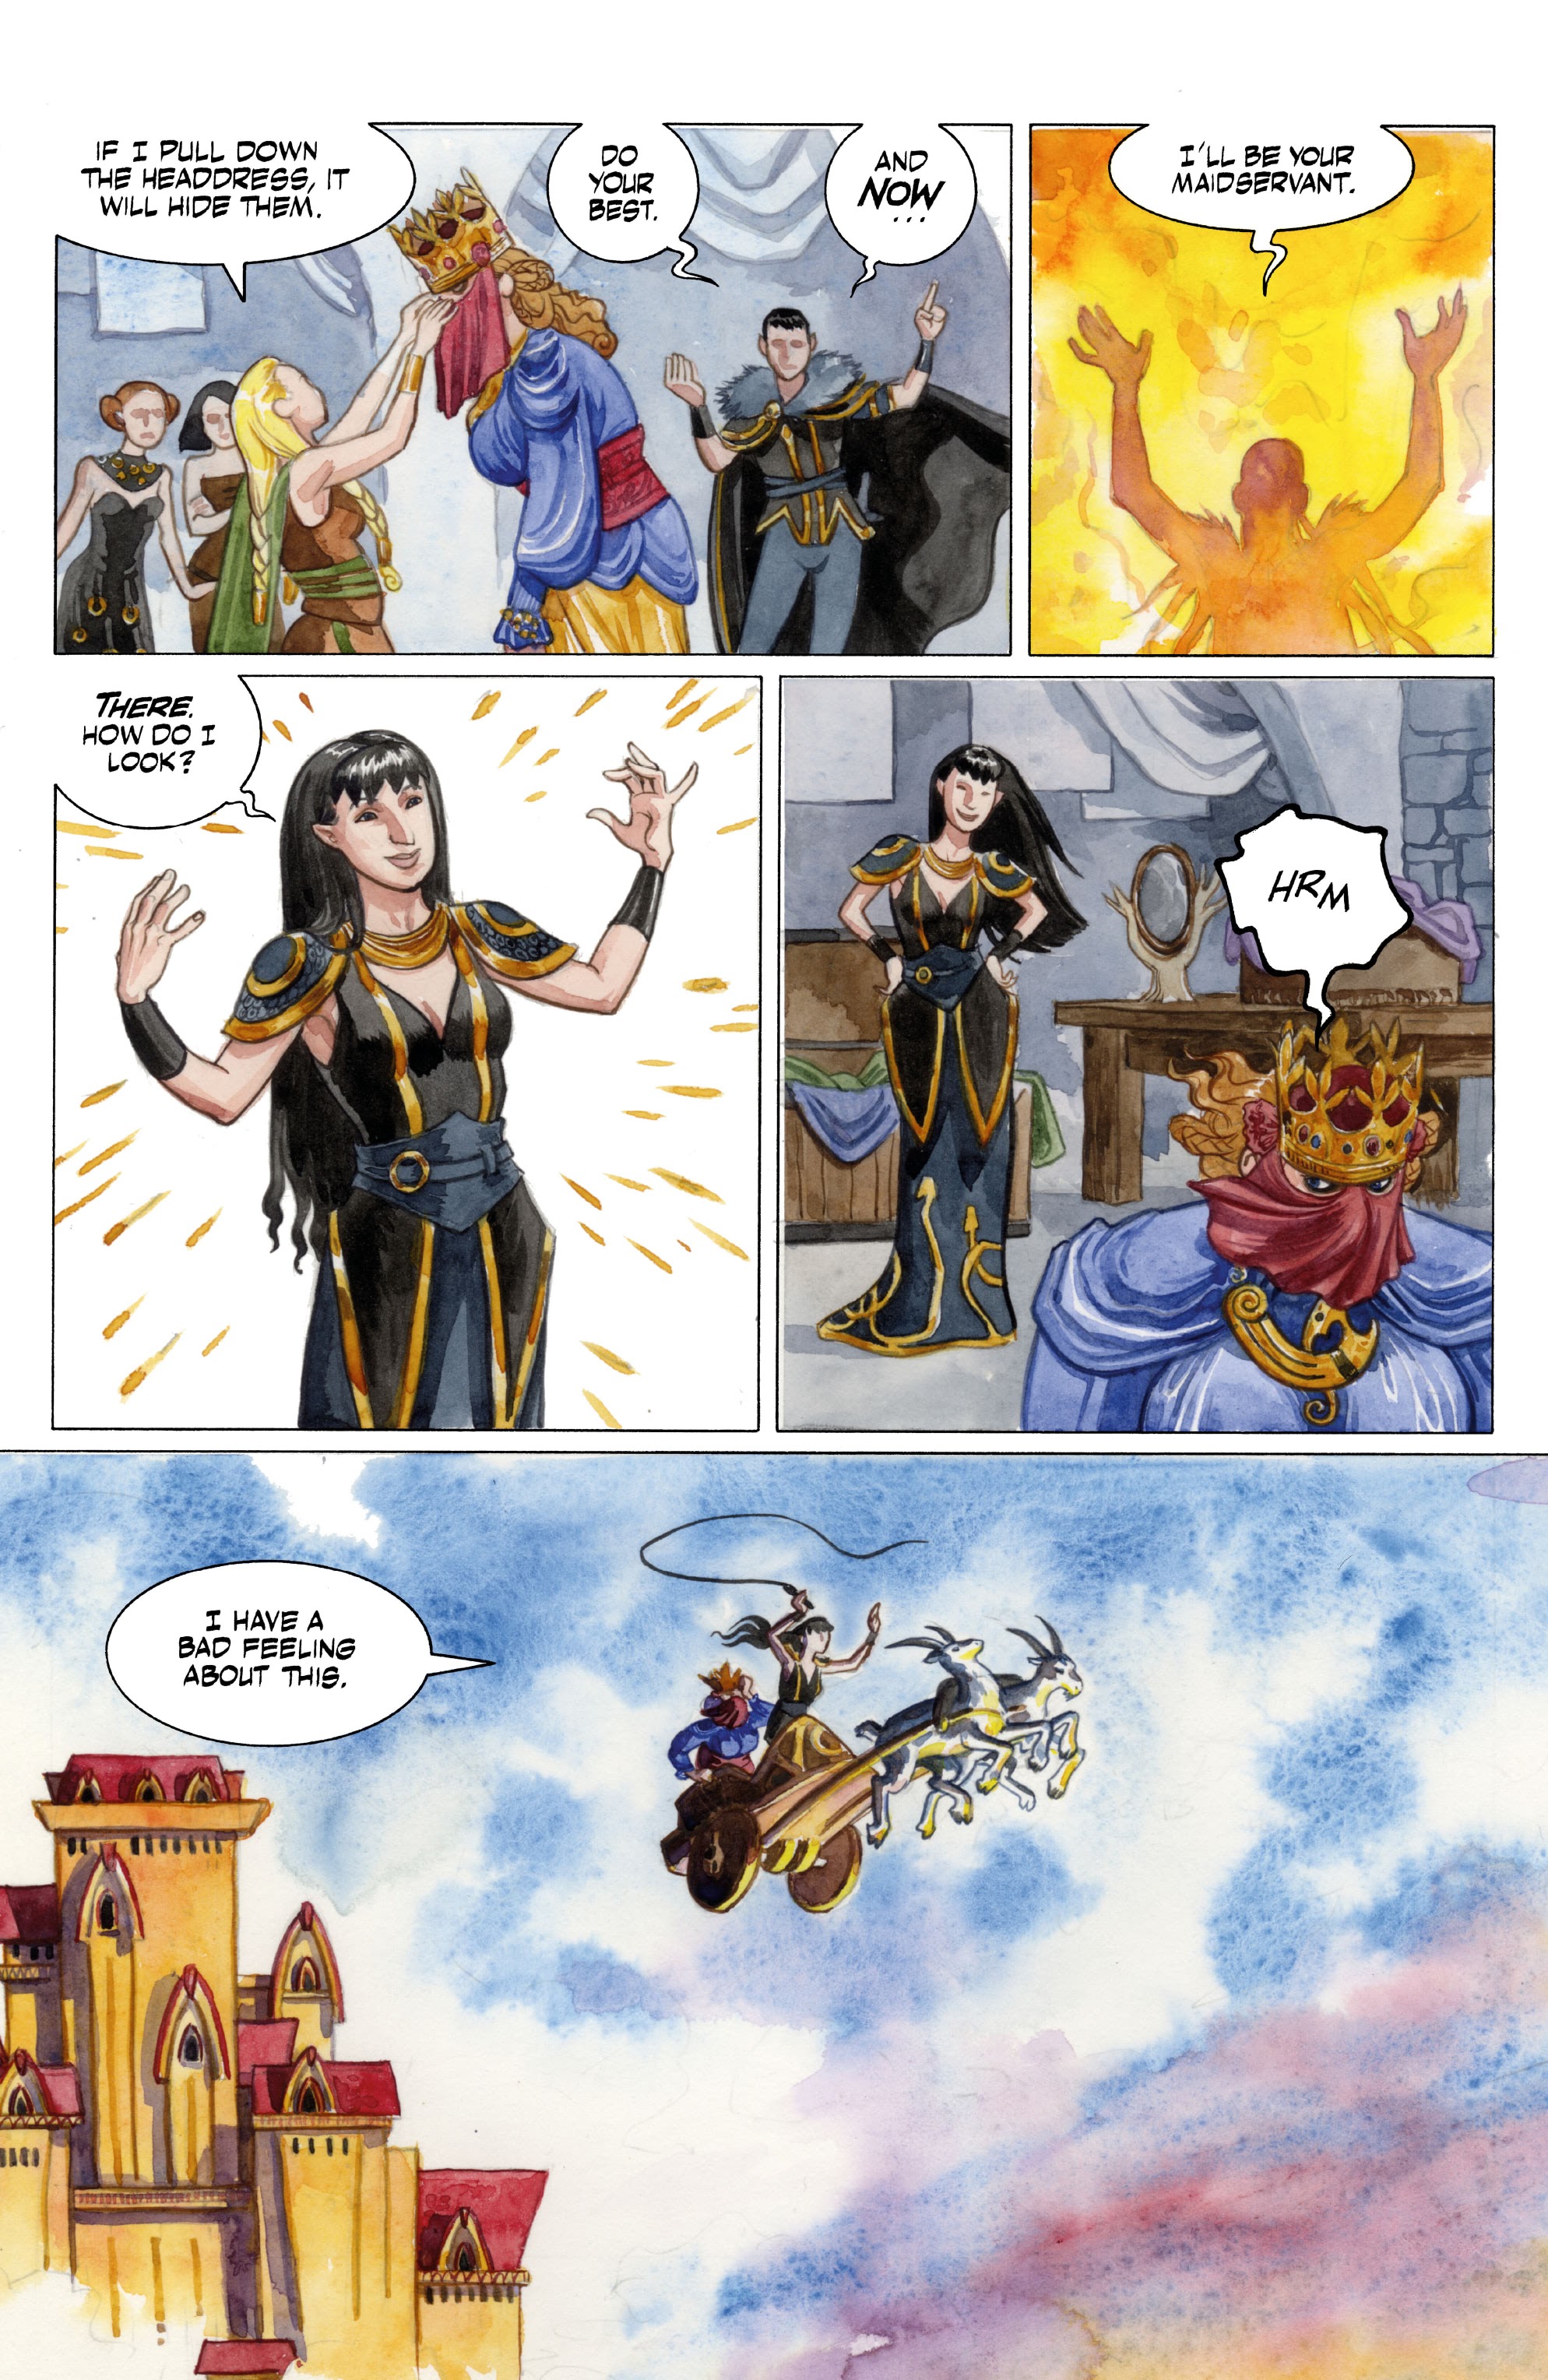 IF I PULL DOWN
THE HEADDRESS, IT
WILL HIDE THEM.
DO
YOUR
BEST.
AND
NOW
...
I'LL BE YOUR
MAIDSERVANT.
THERE.
HOW DO I
LOOK?
HRM
I HAVE A
BAD FEELING
ABOUT THIS.